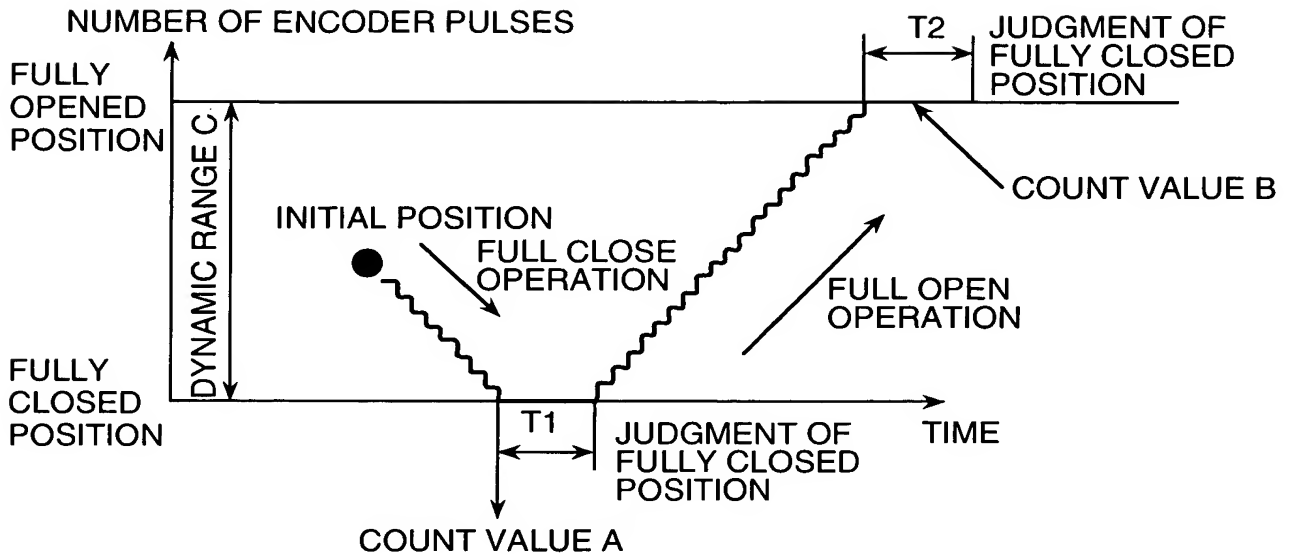 NUMBER OF ENCODER PULSES
T2
JUDGMENT OF
FULLY CLOSED
POSITION
FULLY
OPENED
POSITION
DYNAMIC RANGE C
COUNT VALUE B
INITIAL POSITION
FULL CLOSE
OPERATION
FULL OPEN
OPERATION
FULLY
CLOSED
POSITION
T1
JUDGMENT OF
FULLY CLOSED
POSITION
TIME
COUNT VALUE A